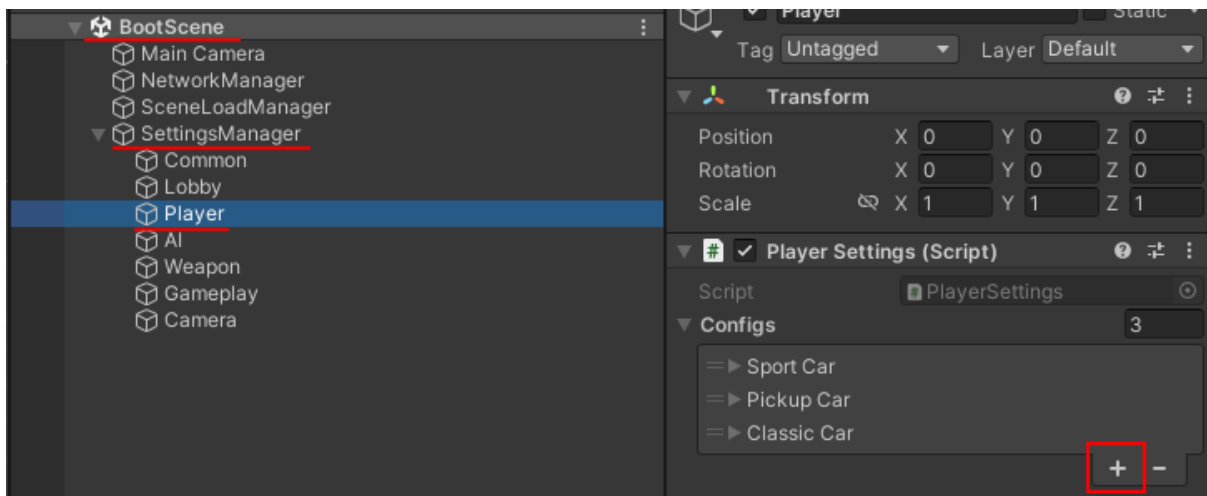 BootScene
Main Camera
NetworkManager
SceneLoadManager
SettingsManager
Common
Lobby
Player
AI
Weapon
Gameplay
Camera
Player Static
Tag Untagged Layer Default
Transform
Position X 0 Y 0 Z 0
Rotation X 0 Y 0 Z 0
Scale X 1 Y 1 Z 1
# Player Settings (Script)
Script # PlayerSettings
Configs 3
Sport Car
Pickup Car
Classic Car
+ −